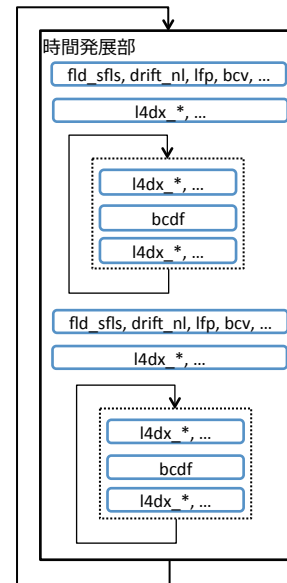 時間発展部
fld_sfls, drift_nl, lfp, bcv, ...
l4dx_*, ...
l4dx_*, ...
bcdf
l4dx_*, ...
fld_sfls, drift_nl, lfp, bcv, ...
l4dx_*, ...
l4dx_*, ...
bcdf
l4dx_*, ...